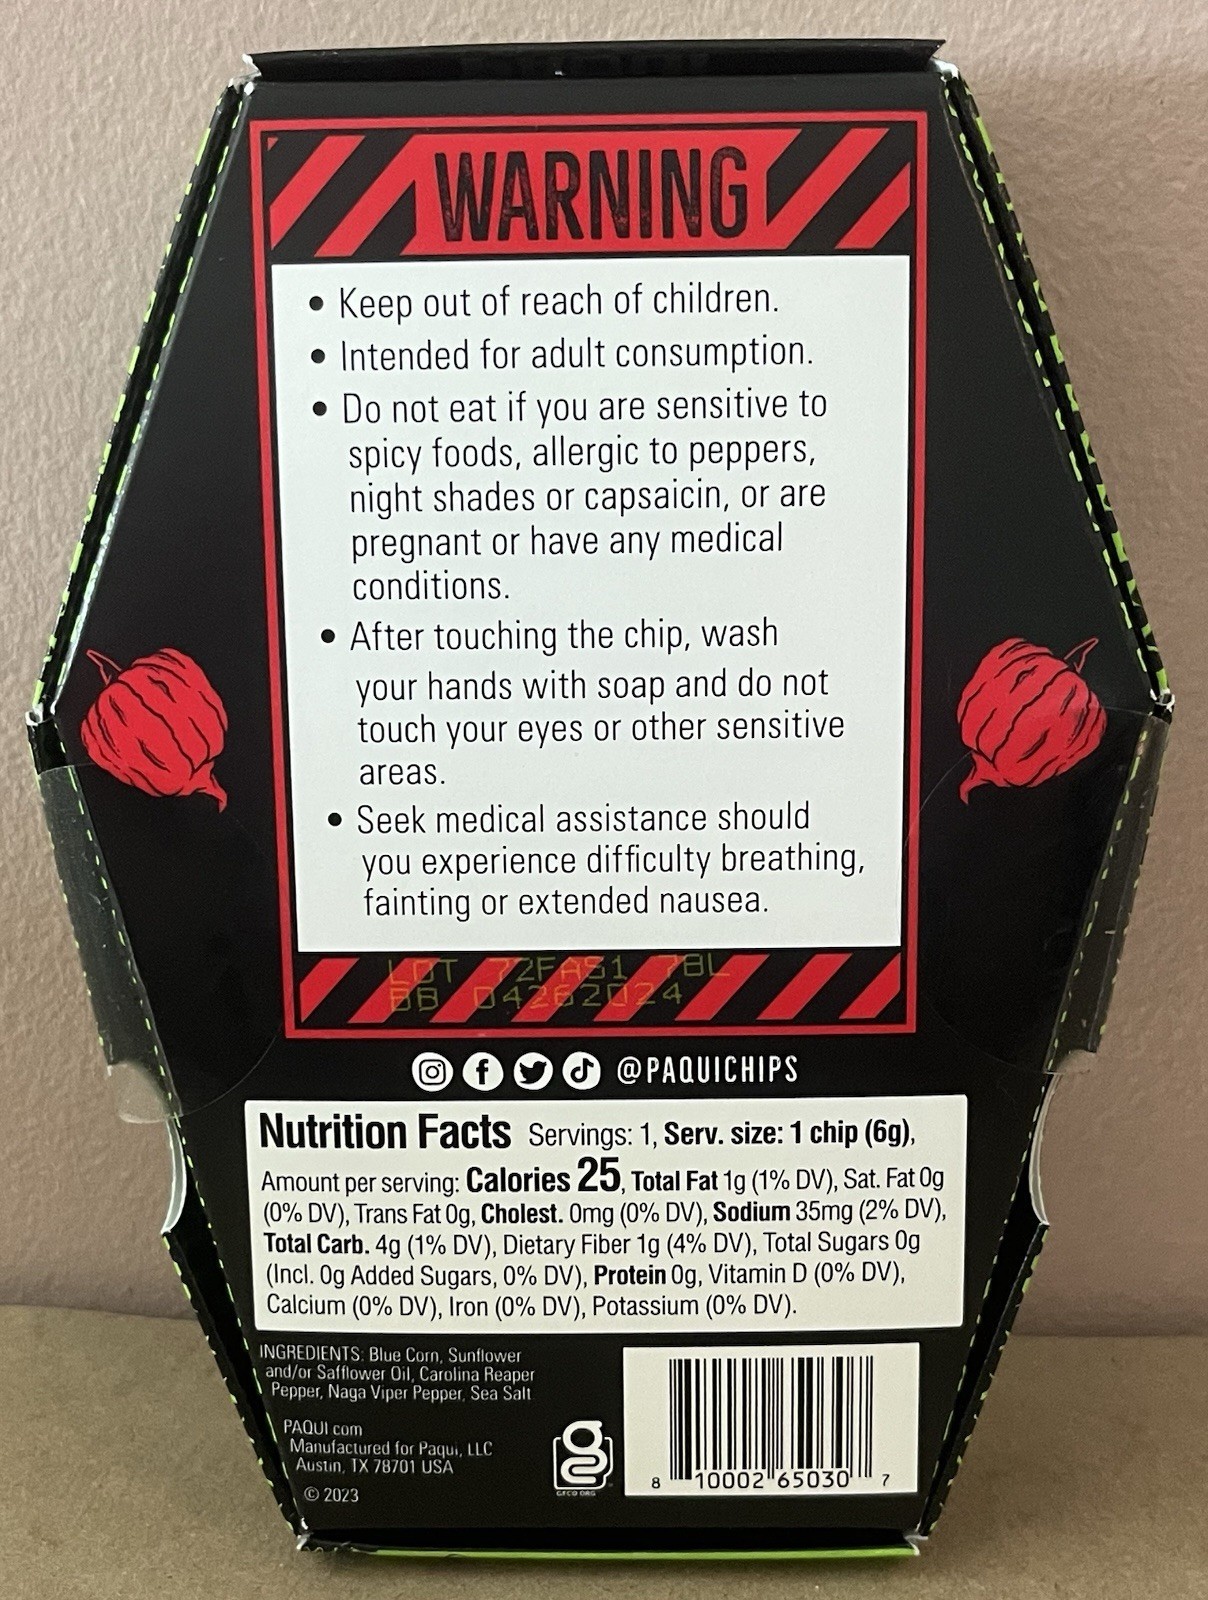 WARNING
• Keep out of reach of children.
• Intended for adult consumption.
• Do not eat if you are sensitive to
spicy foods, allergic to peppers,
night shades or capsaicin, or are
pregnant or have any medical
conditions.
• After touching the chip, wash
your hands with soap and do not
touch your eyes or other sensitive
areas.
• Seek medical assistance should
you experience difficulty breathing,
fainting or extended nausea.
LOT 72FAS1 7BL
BB 04262024
@PAQUICHIPS
Nutrition Facts Servings: 1, Serv. size: 1 chip (6g),
Amount per serving: Calories 25, Total Fat 1g (1% DV), Sat. Fat 0g
(0% DV), Trans Fat 0g, Cholest. 0mg (0% DV), Sodium 35mg (2% DV),
Total Carb. 4g (1% DV), Dietary Fiber 1g (4% DV), Total Sugars 0g
(Incl. 0g Added Sugars, 0% DV), Protein 0g, Vitamin D (0% DV),
Calcium (0% DV), Iron (0% DV), Potassium (0% DV).
INGREDIENTS: Blue Corn, Sunflower
and/or Safflower Oil, Carolina Reaper
Pepper, Naga Viper Pepper, Sea Salt
PAQUI.com
Manufactured for Paqui, LLC
Austin, TX 78701 USA
© 2023
GFCO.ORG
8 10002 65030 7